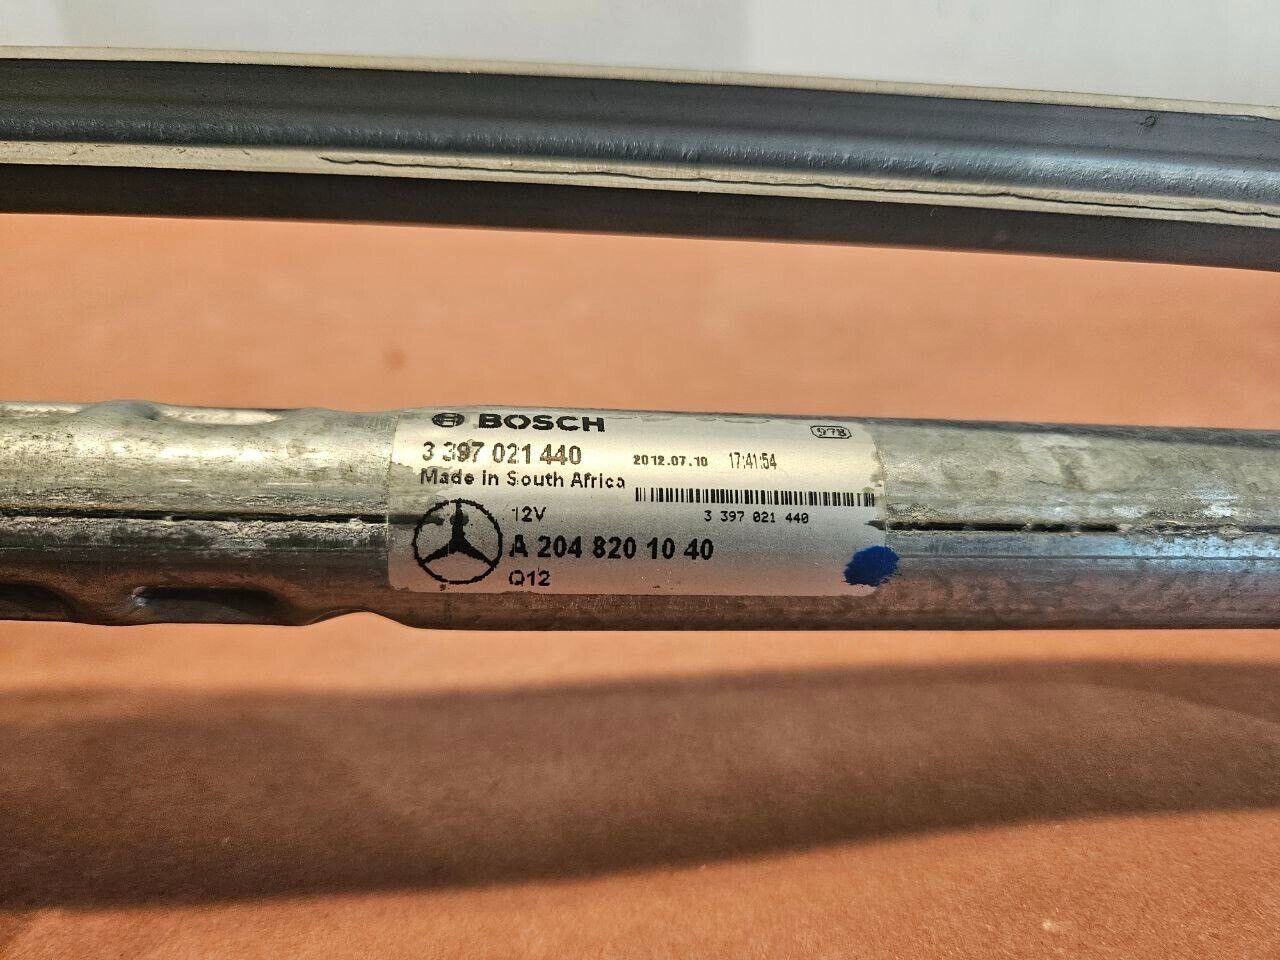 BOSCH
978
3 397 021 440
2012.07.10 17:41:54
Made in South Africa
3 397 021 440
12V
A 204 820 10 40
Q12